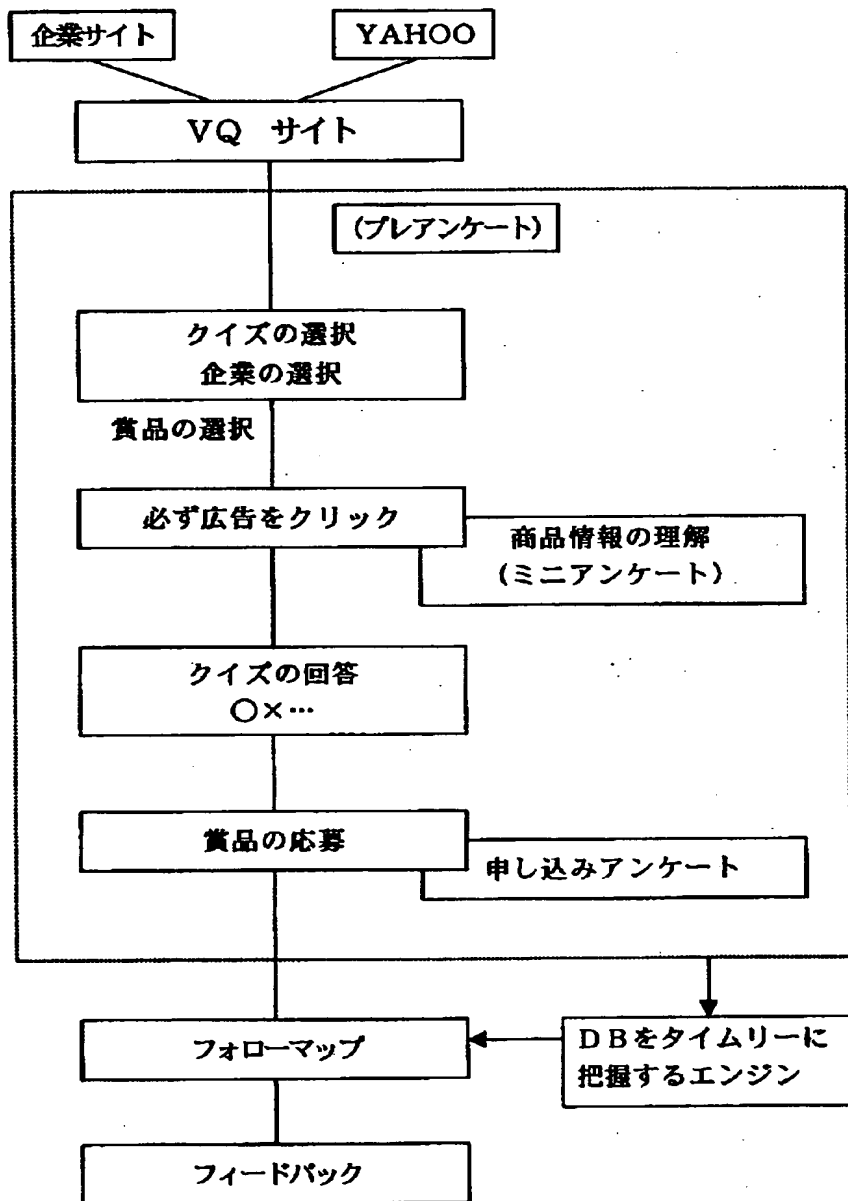 企業サイト
YAHOO
VQ サイト
(プレアンケート)
クイズの選択
企業の選択
賞品の選択
必ず広告をクリック
商品情報の理解
(ミニアンケート)
クイズの回答
○×…
賞品の応募
申し込みアンケート
フォローマップ
DBをタイムリーに
把握するエンジン
フィードバック